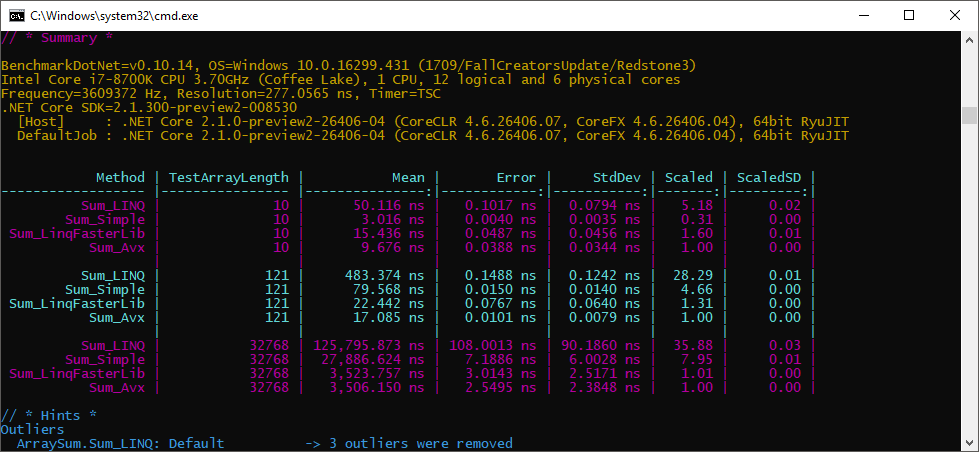 C:\Windows\system32\cmd.exe
// * Summary *
BenchmarkDotNet=v0.10.14, OS=Windows 10.0.16299.431 (1709/FallCreatorsUpdate/Redstone3)
Intel Core i7-8700K CPU 3.70GHz (Coffee Lake), 1 CPU, 12 logical and 6 physical cores
Frequency=3609372 Hz, Resolution=277.0565 ns, Timer=TSC
.NET Core SDK=2.1.300-preview2-008530
  [Host]     : .NET Core 2.1.0-preview2-26406-04 (CoreCLR 4.6.26406.07, CoreFX 4.6.26406.04), 64bit RyuJIT
  DefaultJob : .NET Core 2.1.0-preview2-26406-04 (CoreCLR 4.6.26406.07, CoreFX 4.6.26406.04), 64bit RyuJIT
            Method | TestArrayLength |           Mean |       Error |     StdDev | Scaled | ScaledSD |
------------------ |---------------- |---------------:|------------:|-----------:|-------:|---------:|
          Sum_LINQ |              10 |      50.116 ns |   0.1017 ns |  0.0794 ns |   5.18 |     0.02 |
        Sum_Simple |              10 |       3.016 ns |   0.0040 ns |  0.0035 ns |   0.31 |     0.00 |
 Sum_LinqFasterLib |              10 |      15.436 ns |   0.0487 ns |  0.0456 ns |   1.60 |     0.01 |
           Sum_Avx |              10 |       9.676 ns |   0.0388 ns |  0.0344 ns |   1.00 |     0.00 |
                   |                 |                |             |            |        |          |
          Sum_LINQ |             121 |     483.374 ns |   0.1488 ns |  0.1242 ns |  28.29 |     0.01 |
        Sum_Simple |             121 |      79.568 ns |   0.0150 ns |  0.0140 ns |   4.66 |     0.00 |
 Sum_LinqFasterLib |             121 |      22.442 ns |   0.0767 ns |  0.0640 ns |   1.31 |     0.00 |
           Sum_Avx |             121 |      17.085 ns |   0.0101 ns |  0.0079 ns |   1.00 |     0.00 |
                   |                 |                |             |            |        |          |
          Sum_LINQ |           32768 | 125,795.873 ns | 108.0013 ns | 90.1860 ns |  35.88 |     0.03 |
        Sum_Simple |           32768 |  27,886.624 ns |   7.1886 ns |  6.0028 ns |   7.95 |     0.01 |
 Sum_LinqFasterLib |           32768 |   3,523.757 ns |   3.0143 ns |  2.5171 ns |   1.01 |     0.00 |
           Sum_Avx |           32768 |   3,506.150 ns |   2.5495 ns |  2.3848 ns |   1.00 |     0.00 |
// * Hints *
Outliers
  ArraySum.Sum_LINQ: Default          -> 3 outliers were removed